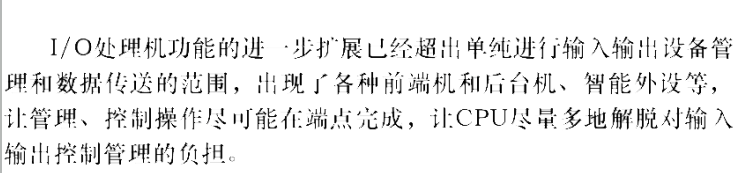 I/O处理机功能的进一步扩展已经超出单纯进行输入输出设备管
理和数据传送的范围，出现了各种前端机和后台机、智能外设等，
让管理、控制操作尽可能在端点完成，让CPU尽量多地解脱对输入
输出控制管理的负担。